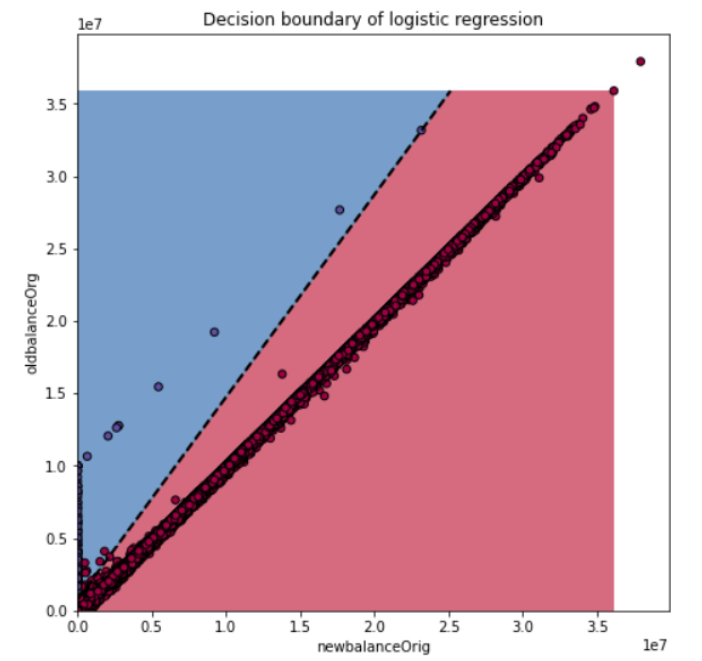 Decision boundary of logistic regression
1e7
3.5
3.0
2.5
2.0
1.5
1.0
0.5
0.0
oldbalanceOrg
0.0 0.5 1.0 1.5 2.0 2.5 3.0 3.5
newbalanceOrig
1e7